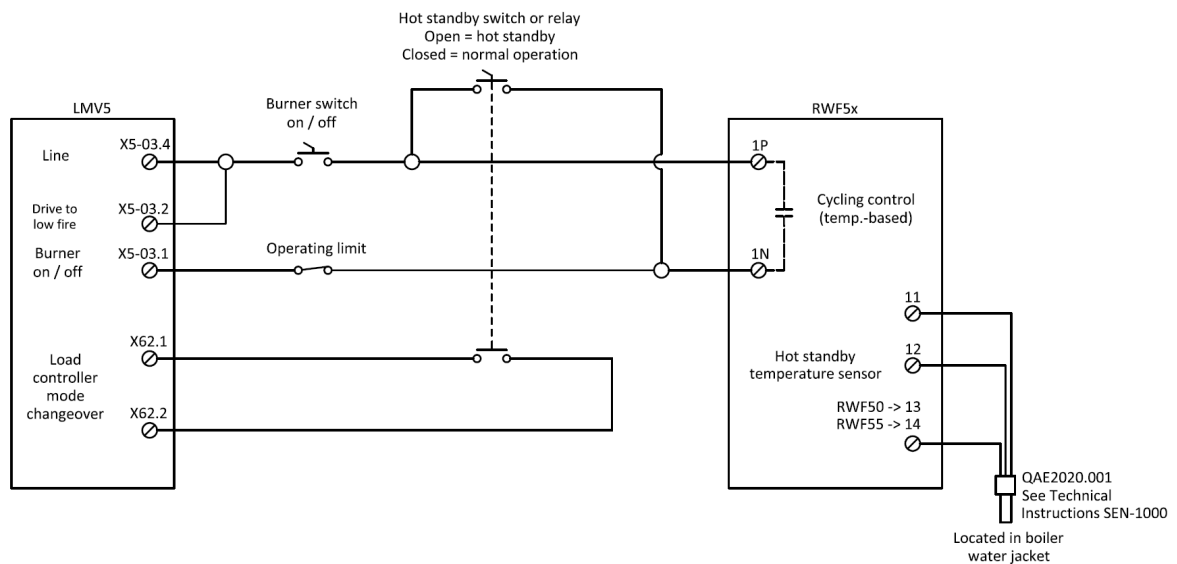 Hot standby switch or relay
Open = hot standby
Closed = normal operation
LMV5
Burner switch
on / off
RWF5x
X5-03.4
Line
1P
X5-03.2
Drive to
low fire
Cycling control
(temp.-based)
X5-03.1
Burner
on / off
Operating limit
1N
11
X62.1
Load
controller
mode
changeover
12
Hot standby
temperature sensor
X62.2
RWF50 -> 13
RWF55 -> 14
QAE2020.001
See Technical
Instructions SEN-1000
Located in boiler
water jacket